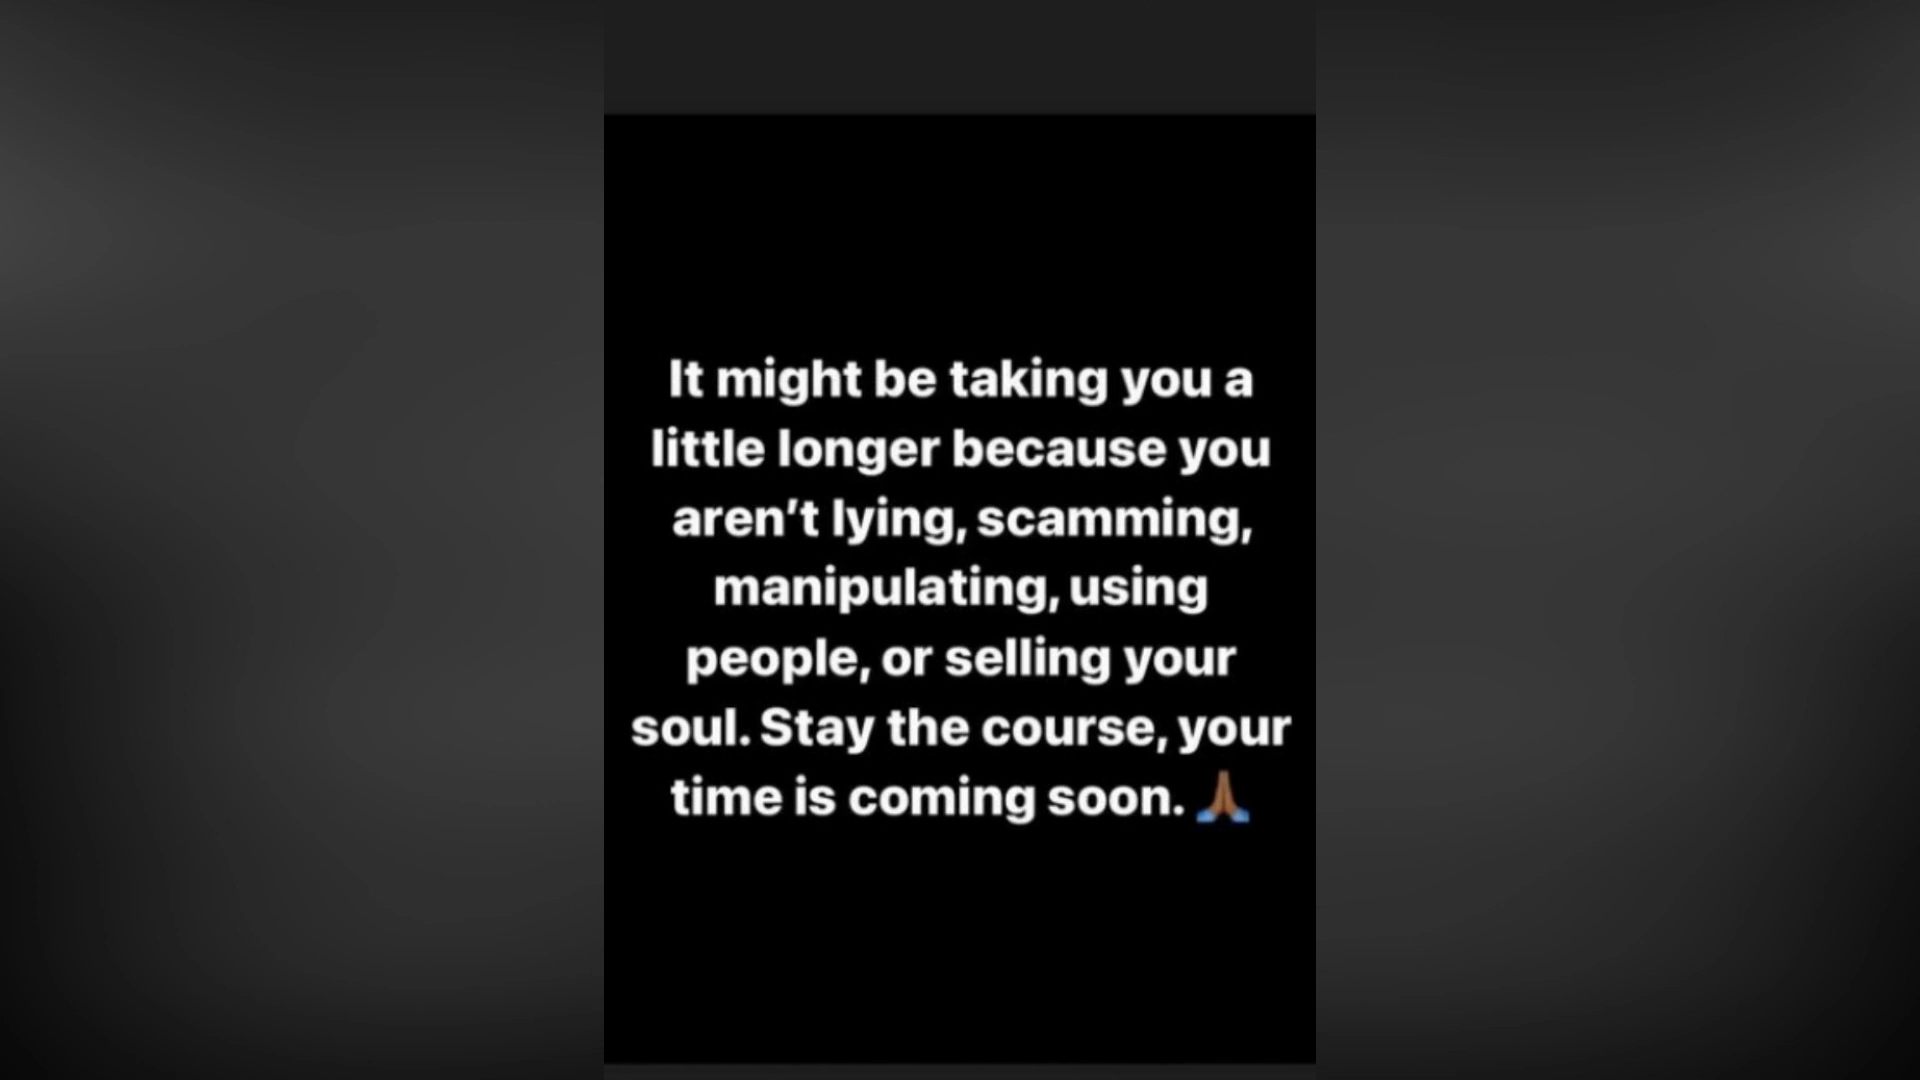 It might be taking you a
little longer because you
aren’t lying, scamming,
manipulating, using
people, or selling your
soul. Stay the course, your
time is coming soon. 🙏🏾